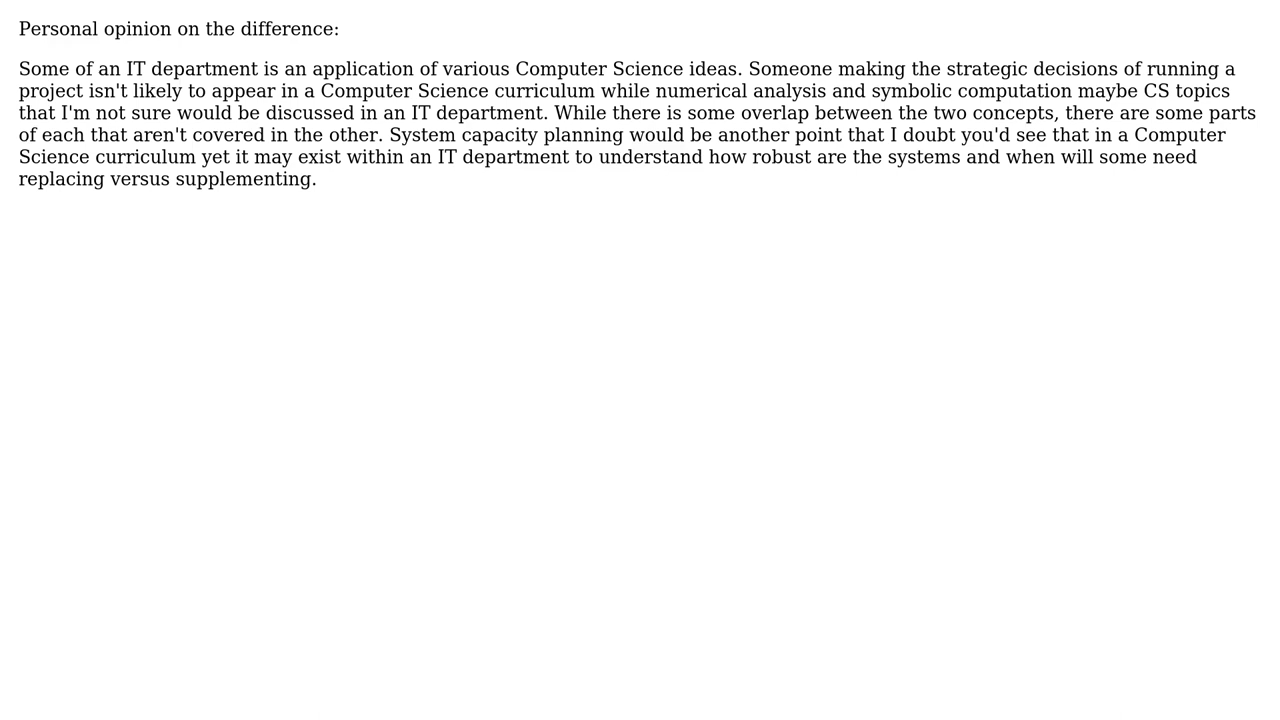 Personal opinion on the difference:
Some of an IT department is an application of various Computer Science ideas. Someone making the strategic decisions of running a
project isn't likely to appear in a Computer Science curriculum while numerical analysis and symbolic computation maybe CS topics
that I'm not sure would be discussed in an IT department. While there is some overlap between the two concepts, there are some parts
of each that aren't covered in the other. System capacity planning would be another point that I doubt you'd see that in a Computer
Science curriculum yet it may exist within an IT department to understand how robust are the systems and when will some need
replacing versus supplementing.